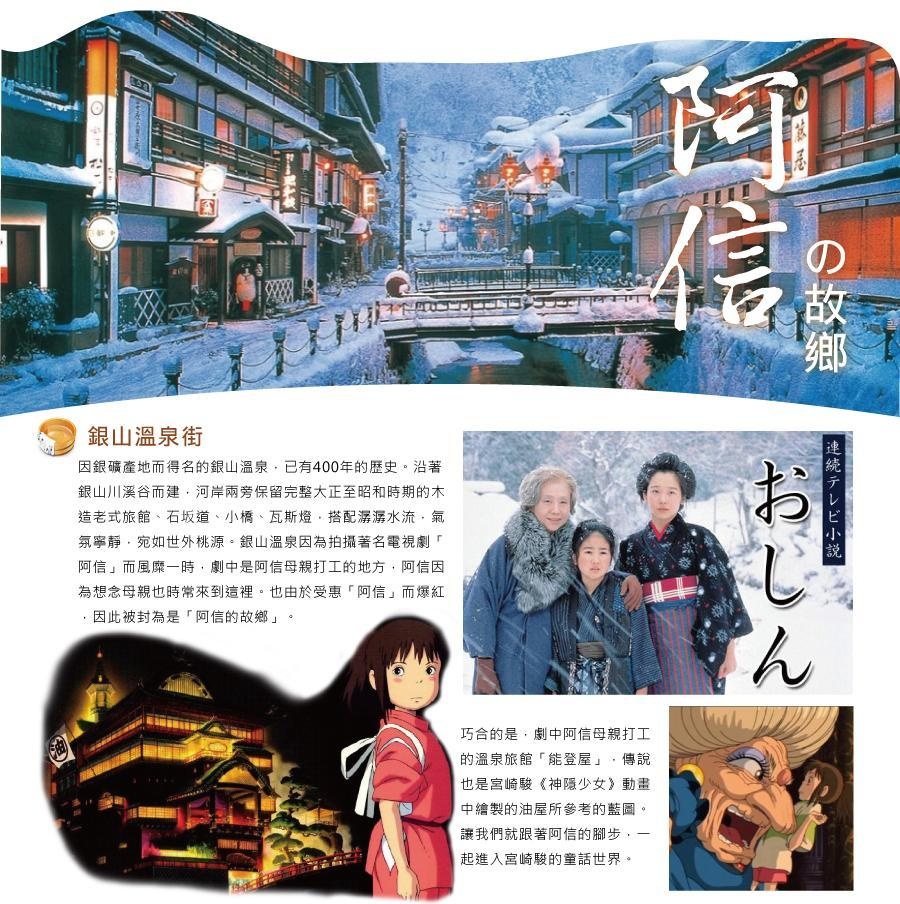 阿信
の故鄉
藤屋
銀山溫泉街
因銀礦產地而得名的銀山溫泉，已有400年的歷史。沿著
銀山川溪谷而建，河岸兩旁保留完整大正至昭和時期的木
造老式旅館、石坂道、小橋、瓦斯燈，搭配潺潺水流，氣
氛寧靜，宛如世外桃源。銀山溫泉因為拍攝著名電視劇「
阿信」而風靡一時，劇中是阿信母親打工的地方，阿信因
為想念母親也時常來到這裡。也由於受惠「阿信」而爆紅
，因此被封為是「阿信的故鄉」。
連続テレビ小説
おしん
油
巧合的是，劇中阿信母親打工
的溫泉旅館「能登屋」，傳說
也是宮崎駿《神隱少女》動畫
中繪製的油屋所參考的藍圖。
讓我們就跟著阿信的腳步，一
起進入宮崎駿的童話世界。